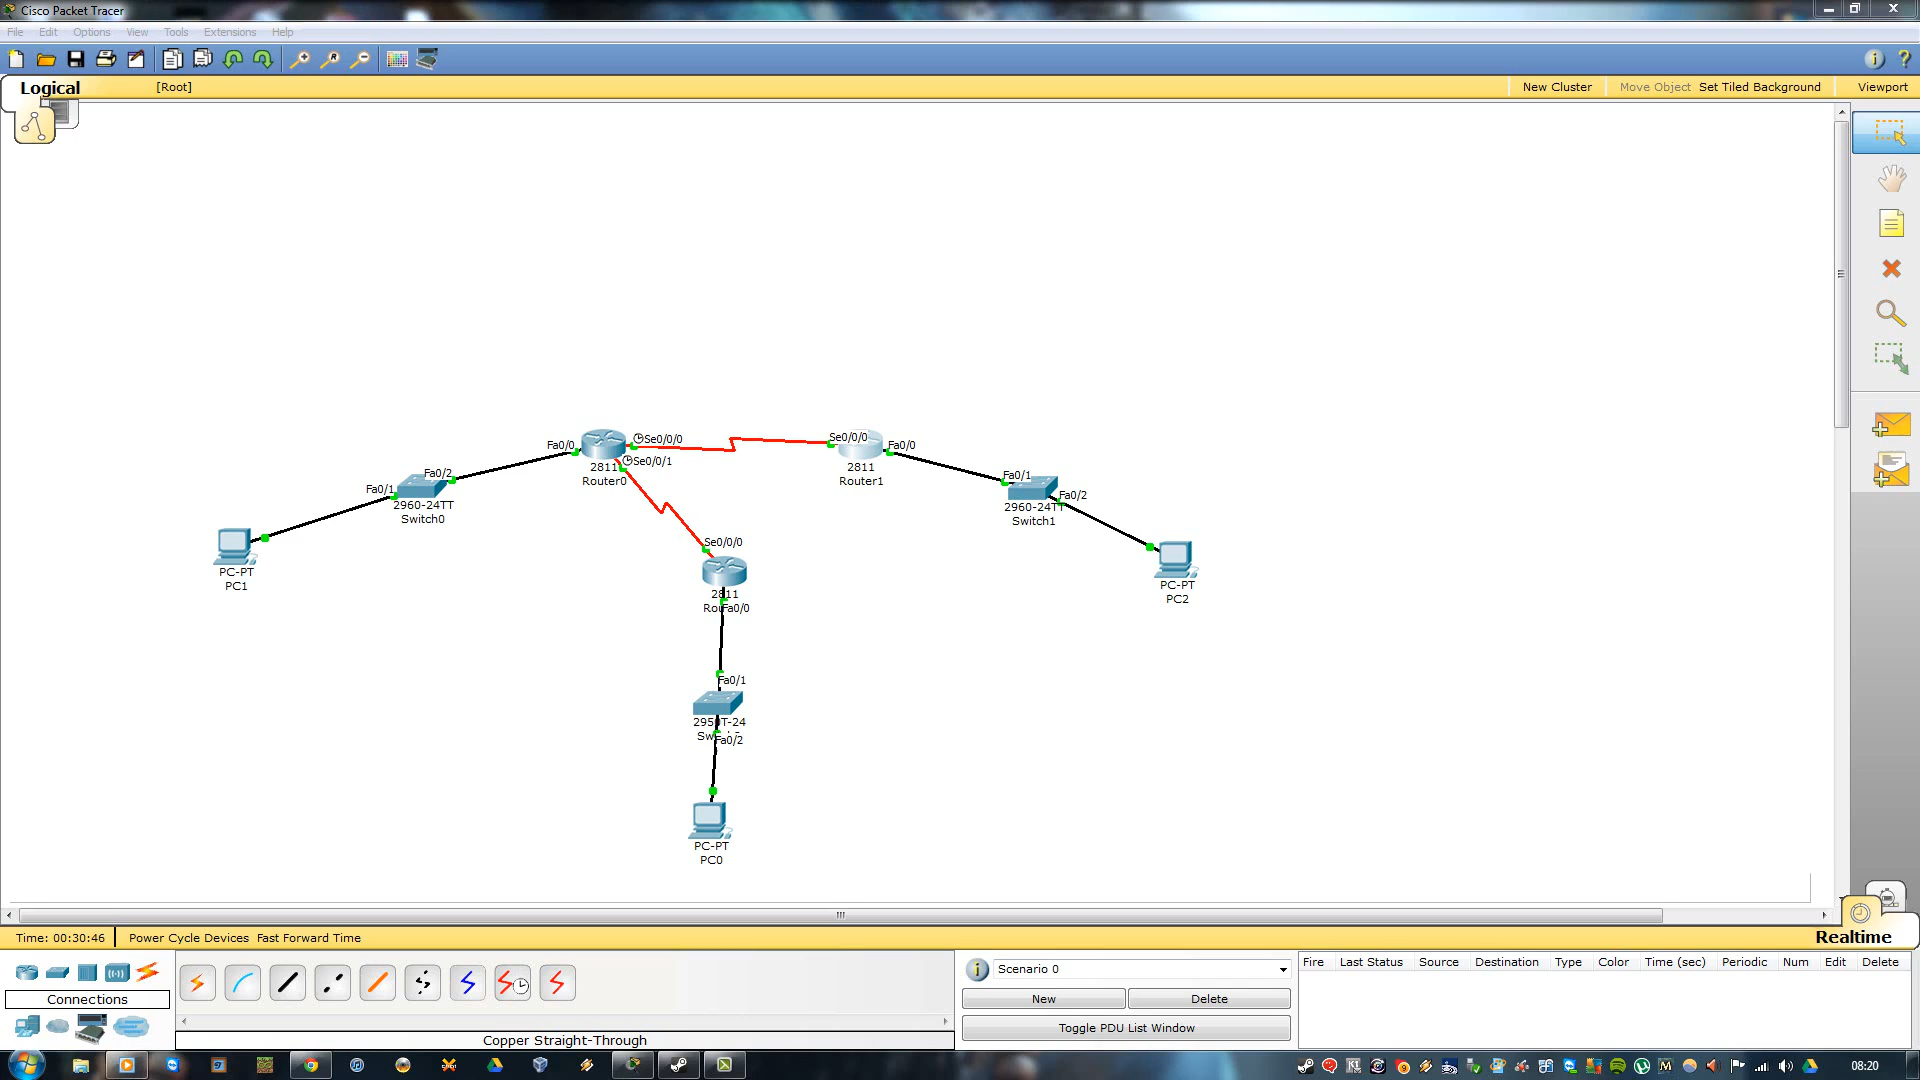 Cisco Packet Tracer
File Edit Options View Tools Extensions Help
Logical [Root] New Cluster Move Object Set Tiled Background Viewport
Fa0/0 Se0/0/0 Se0/0/0 Fa0/0
Se0/0/1
2811
Router0
2811
Router1
Fa0/1 Fa0/2
2960-24TT
Switch0
Fa0/1 Fa0/2
2960-24TT
Switch1
PC-PT
PC1
Se0/0/0
2811
Fa0/0
PC-PT
PC2
Fa0/1
Fa0/2
PC-PT
PC0
Time: 00:30:46 Power Cycle Devices Fast Forward Time Realtime
Connections
Copper Straight-Through
Scenario 0
New Delete
Toggle PDU List Window
Fire Last Status Source Destination Type Color Time (sec) Periodic Num Edit Delete
08:20